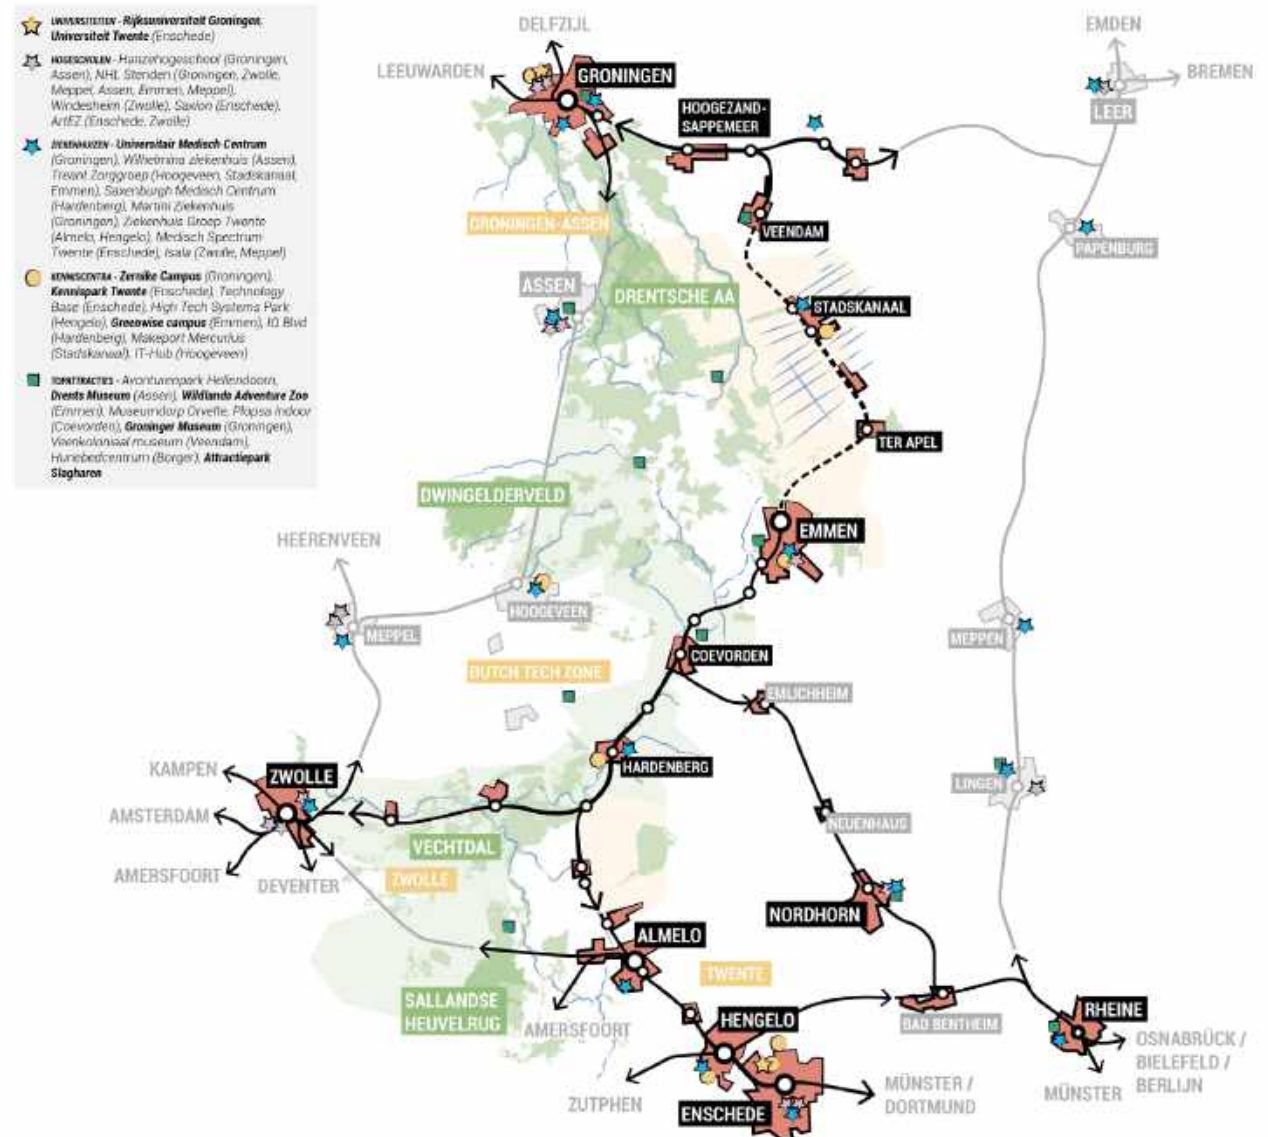 UNIVERSITEITEN - Rijksuniversiteit Groningen,
Universiteit Twente (Enschede)
HOGESCHOLEN - Hanzehogeschool (Groningen,
Assen), NHL Stenden (Groningen, Zwolle,
Meppel, Assen, Emmen, Meppel),
Windesheim (Zwolle), Saxion (Enschede),
ArtEZ (Enschede, Zwolle)
ZIEKENHUIZEN - Universitair Medisch Centrum
(Groningen), Wilhelmina ziekenhuis (Assen),
Treant Zorggroep (Hoogeveen, Stadskanaal,
Emmen), Saxenburgh Medisch Centrum
(Hardenberg), Martini Ziekenhuis
(Groningen), Ziekenhuis Groep Twente
(Almelo, Hengelo), Medisch Spectrum
Twente (Enschede), Isala (Zwolle, Meppel)
KENNISCENTRA - Zernike Campus (Groningen),
Kennispark Twente (Enschede), Technology
Base (Enschede), High Tech Systems Park
(Hengelo), Greenwise campus (Emmen), IQ Blvd
(Hardenberg), Makeport Mercurius
(Stadskanaal), IT-Hub (Hoogeveen)
TOPATTRACTIES - Avonturenpark Hellendoorn,
Drents Museum (Assen), Wildlands Adventure Zoo
(Emmen), Museumdorp Orvelte, Plopsa Indoor
(Coevorden), Groninger Museum (Groningen),
Veenkoloniaal museum (Veendam),
Hunebedcentrum (Borger), Attractiepark
Slagharen
DELFZIJL
EMDEN
LEEUWARDEN
GRONINGEN
BREMEN
HOOGEZAND-
SAPPEMEER
LEER
GRONINGEN-ASSEN
VEENDAM
PAPENBURG
ASSEN
DRENTSCHE AA
STADSKANAAL
TER APEL
DWINGELDERVELD
EMMEN
HEERENVEEN
HOOGEVEEN
MEPPEL
MEPPEN
COEVORDEN
DUTCH TECH ZONE
EMLICHHEIM
HARDENBERG
KAMPEN
ZWOLLE
LINGEN
AMSTERDAM
NEUENHAUS
VECHTDAL
AMERSFOORT
DEVENTER
ZWOLLE
NORDHORN
ALMELO
TWENTE
SALLANDSE
HEUVELRUG
AMERSFOORT
HENGELO
BAD BENTHEIM
RHEINE
OSNABRÜCK /
BIELEFELD /
BERLIJN
MÜNSTER
ZUTPHEN
ENSCHEDE
MÜNSTER /
DORTMUND